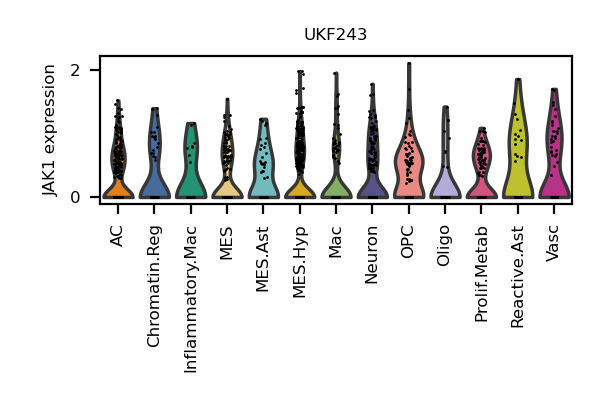 UKF243
JAK1 expression
2
0
AC
Chromatin.Reg
Inflammatory.Mac
MES
MES.Ast
MES.Hyp
Mac
Neuron
OPC
Oligo
Prolif.Metab
Reactive.Ast
Vasc